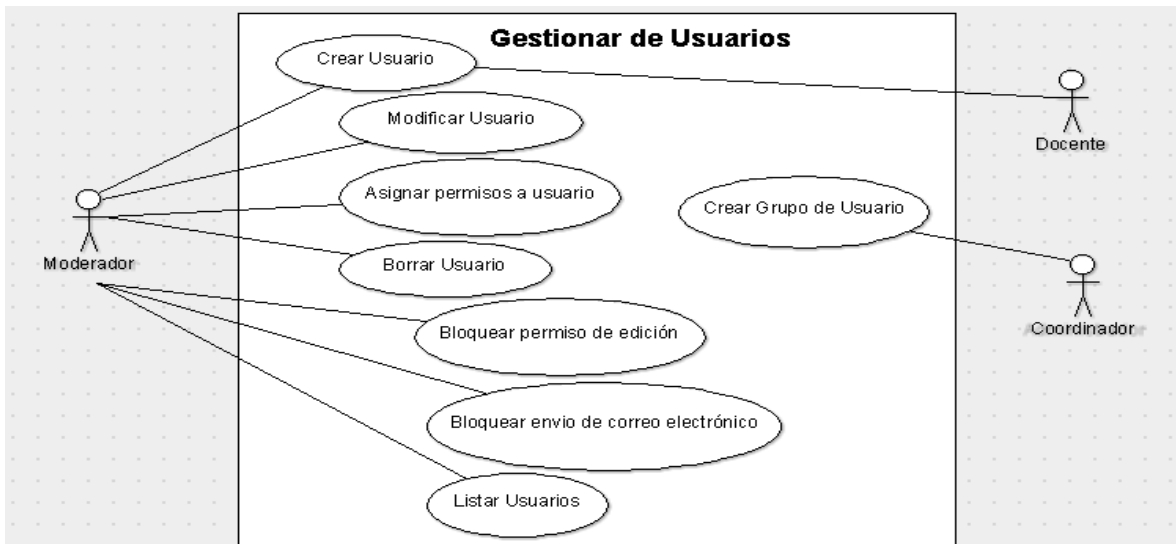 Gestionar de Usuarios
Crear Usuario
Modificar Usuario
Docente
Asignar permisos a usuario
Crear Grupo de Usuario
Moderador
Borrar Usuario
Bloquear permiso de edición
Coordinador
Bloquear envio de correo electrónico
Listar Usuarios